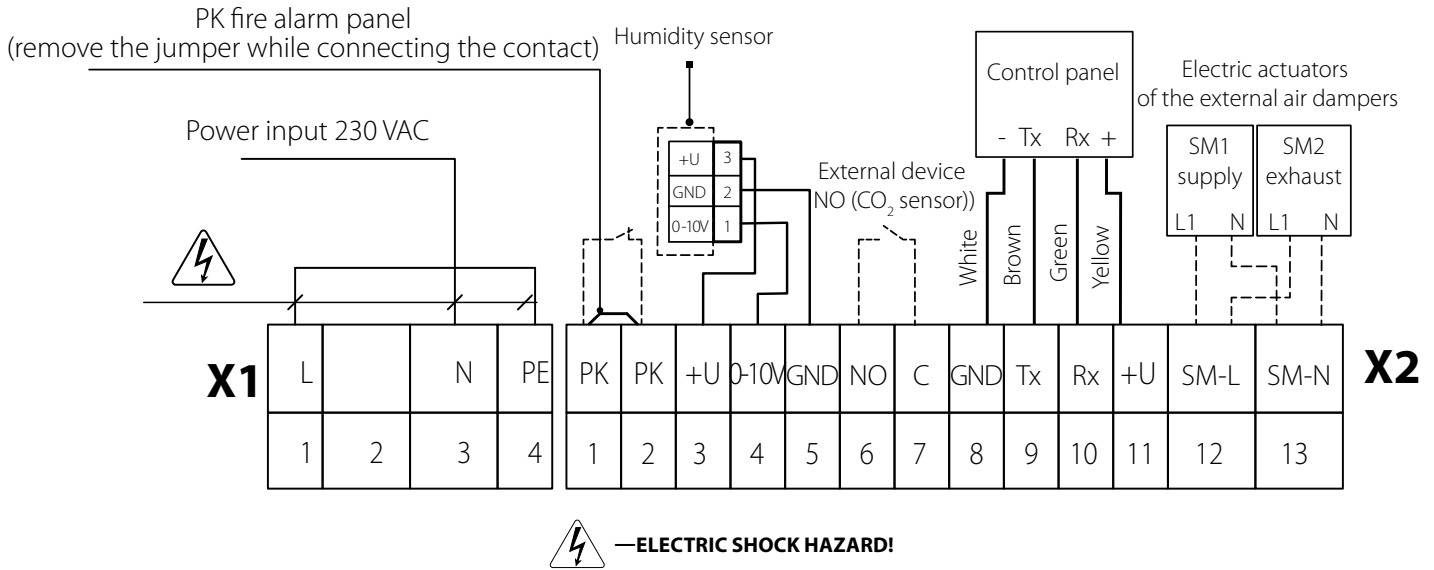 PK fire alarm panel
(remove the jumper while connecting the contact)
Humidity sensor
Control panel
- Tx Rx +
Electric actuators
of the external air dampers
Power input 230 VAC
+U 3
GND 2
0-10V 1
External device
NO (CO2 sensor))
White
Brown
Green
Yellow
SM1
supply
L1 N
SM2
exhaust
L1 N
X1
L N PE
1 2 3 4
PK PK +U 0-10V GND NO C GND Tx Rx +U SM-L SM-N
1 2 3 4 5 6 7 8 9 10 11 12 13
X2
—ELECTRIC SHOCK HAZARD!